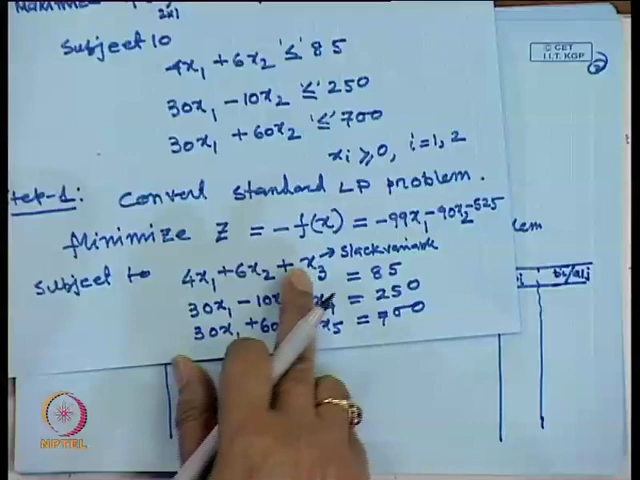 Subject to
4x₁ + 6x₂ '≤' 85
30x₁ - 10x₂ '≤' 250
30x₁ + 60x₂ '≤' 700
xᵢ ≥ 0, i = 1, 2
Step-1: Convert standard LP problem.
Minimize Z = -f(x) = -99x₁ - 90x₂ - 525
Subject to 4x₁ + 6x₂ + x₃ → Slack variable
= 85
30x₁ - 10x₂ = 250
30x₁ + 60 x₅ = 700
© CET
I.I.T. KGP
bᵢ/aᵢⱼ
NPTEL